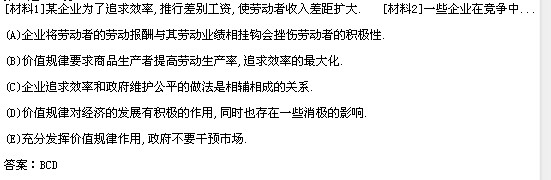 [材料1]某企业为了追求效率,推行差别工资,使劳动者收入差距扩大. [材料2]一些企业在竞争中...
(A)企业将劳动者的劳动报酬与其劳动业绩相挂钩会挫伤劳动者的积极性.
(B)价值规律要求商品生产者提高劳动生产率,追求效率的最大化.
(C)企业追求效率和政府维护公平的做法是相辅相成的关系.
(D)价值规律对经济的发展有积极的作用,同时也存在一些消极的影响.
(E)充分发挥价值规律作用,政府不要干预市场.
答案：BCD